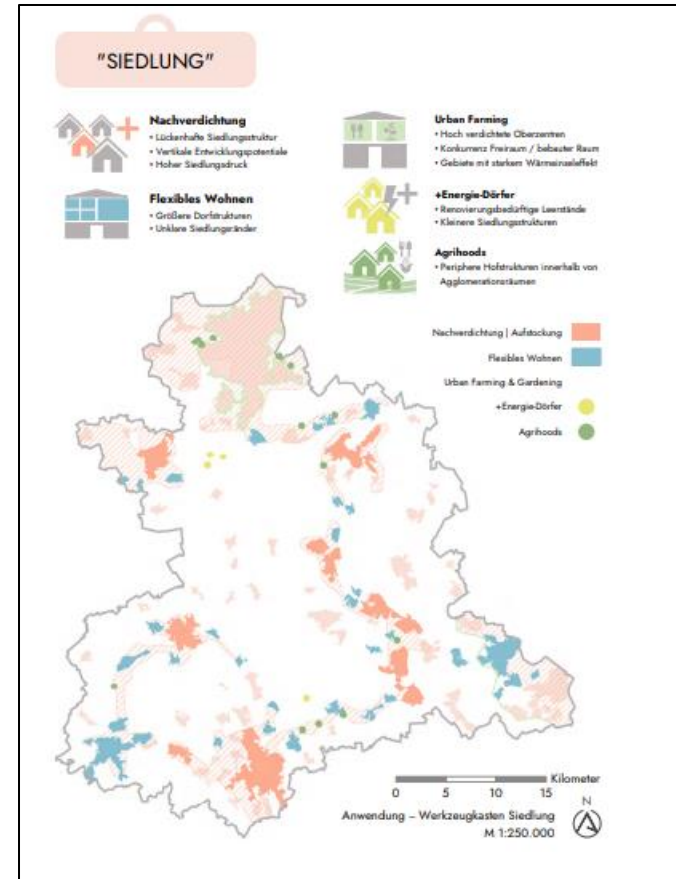 "SIEDLUNG"
Nachverdichtung
• Lückenhafte Siedlungsstruktur
• Vertikale Entwicklungspotentiale
• Hoher Siedlungsdruck
Flexibles Wohnen
• Größere Dorfstrukturen
• Unklare Siedlungsränder
Urban Farming
• Hoch verdichtete Oberzentren
• Konkurrenz Freiraum / bebauter Raum
• Gebiete mit starkem Wärmeinseleffekt
+Energie-Dörfer
• Renovierungsbedüftige Leerstände
• Kleinere Siedlungsstrukturen
Agrihoods
• Periphere Hofstrukturen innerhalb von
Agglomerationsräumen
Nachverdichtung | Aufstockung
Flexibles Wohnen
Urban Farming & Gardening
+Energie-Dörfer
Agrihoods
Kilometer
0 5 10 15
N
Anwendung – Werkzeugkasten Siedlung
M 1:250.000